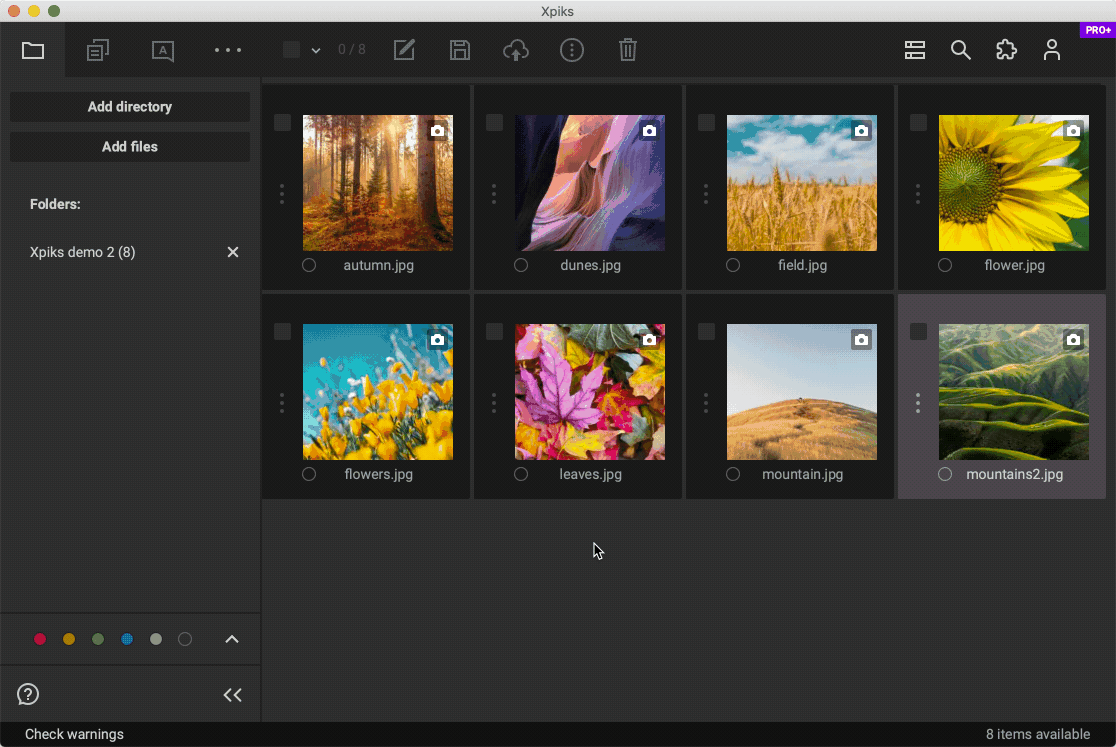 Xpiks
PRO+
A
0 / 8
Add directory
Add files
Folders:
Xpiks demo 2 (8)
autumn.jpg
dunes.jpg
field.jpg
flower.jpg
flowers.jpg
leaves.jpg
mountain.jpg
mountains2.jpg
?
Check warnings
8 items available